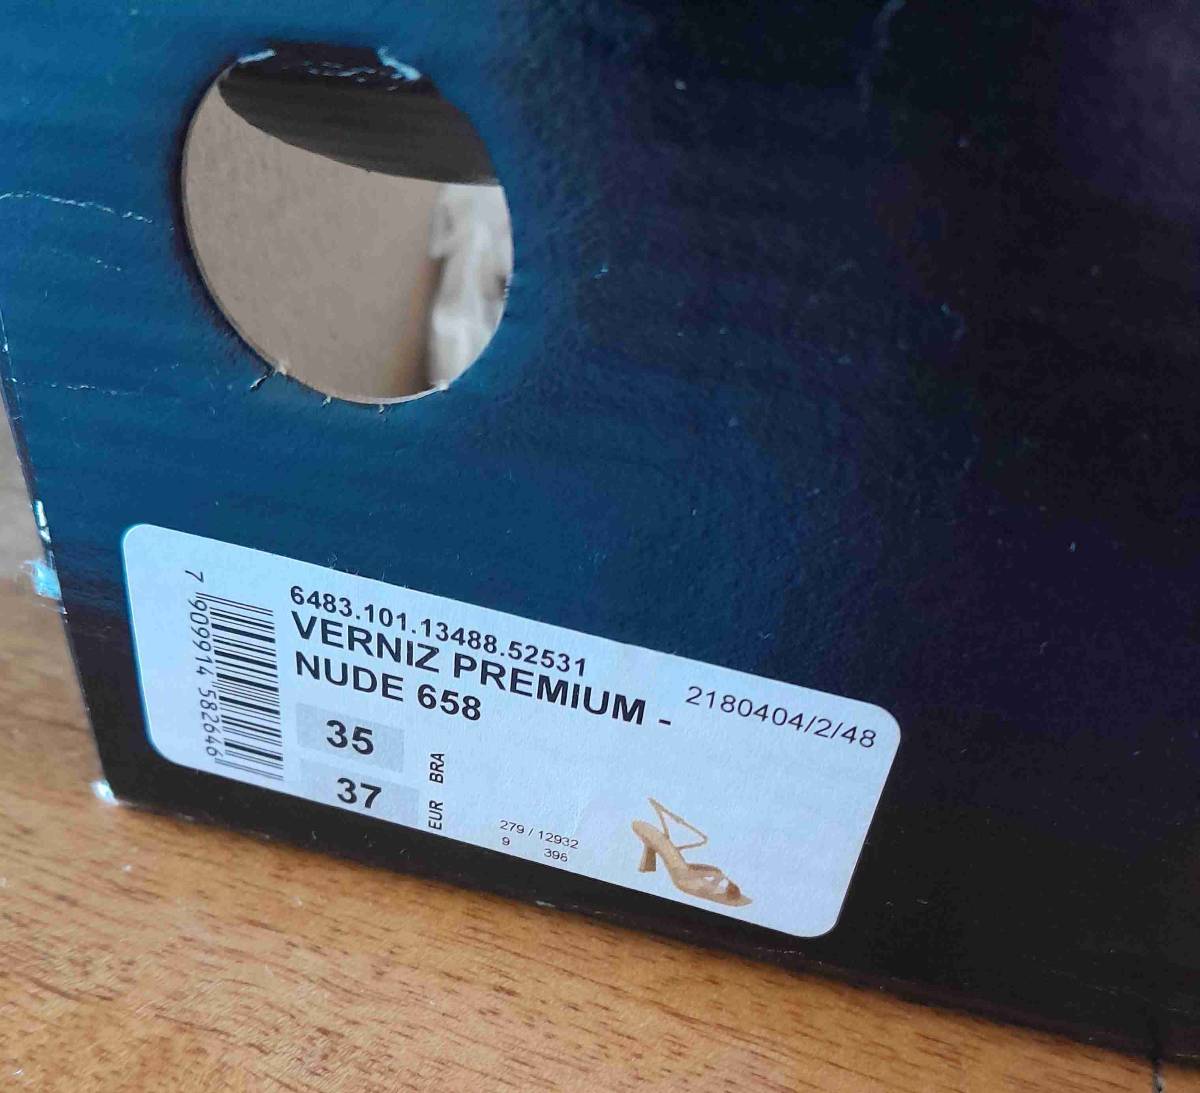 6483.101.13488.52531
VERNIZ PREMIUM -
NUDE 658
2180404/2/48
35
BRA
37
EUR
279 / 12932
9 396
7 909914 582646